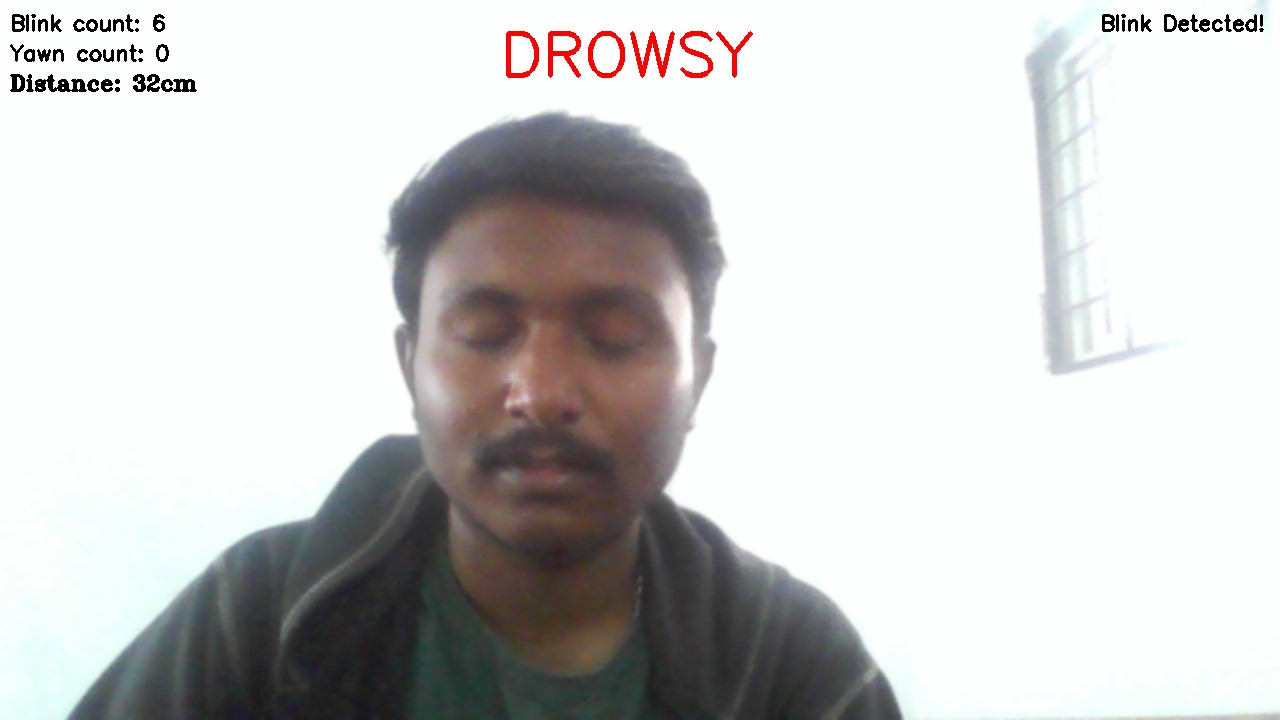 Blink count: 6
Yawn count: 0
Distance: 32cm
DROWSY
Blink Detected!